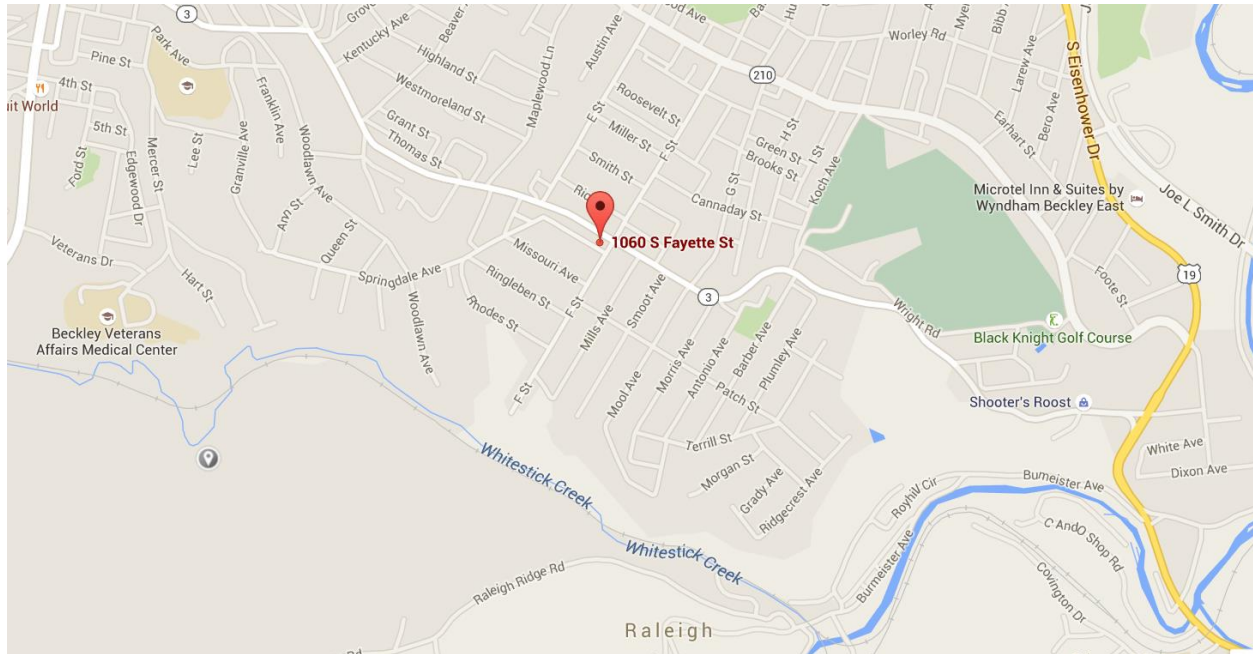 3
Grov
Kentucky Ave
Beaver
Highland St
Westmoreland St
Maplewood Ln
Austin Ave
od Ave
Worley Rd
Mye
Bibb
Larew Ave
Bero Ave
Earhart St
S Eisenhower Dr
Joe L Smith Dr
Park Ave
Pine St
4th St
uit World
5th St
Ford St
Edgewood Dr
Mercer St
Lee St
Granville Ave
Franklin Ave
Woodlawn Ave
Ann St
Queen St
Grant St
Thomas St
E St
Roosevelt St
Miller St
F St
Smith St
210
Green St
Brooks St
H St
I St
G St
Koch Ave
Cannaday St
Microtel Inn & Suites by
Wyndham Beckley East
1060 S Fayette St
Veterans Dr
Hart St
Springdale Ave
Missouri Ave
Ringleben St
Rhodes St
Woodlawn Ave
F St
Mills Ave
Smoot Ave
3
Wright Rd
Foote St
19
Beckley Veterans
Affairs Medical Center
Black Knight Golf Course
Mool Ave
Morris Ave
Antonio Ave
Barber Ave
Plumley Ave
Patch St
Shooter's Roost
F St
Terrill St
Morgan St
Grady Ave
Ridgecrest Ave
White Ave
Dixon Ave
Whitestick Creek
Royhill Cir
Burmeister Ave
Burmeister Ave
C And O Shop Rd
Covington Dr
Whitestick Creek
Raleigh Ridge Rd
Raleigh